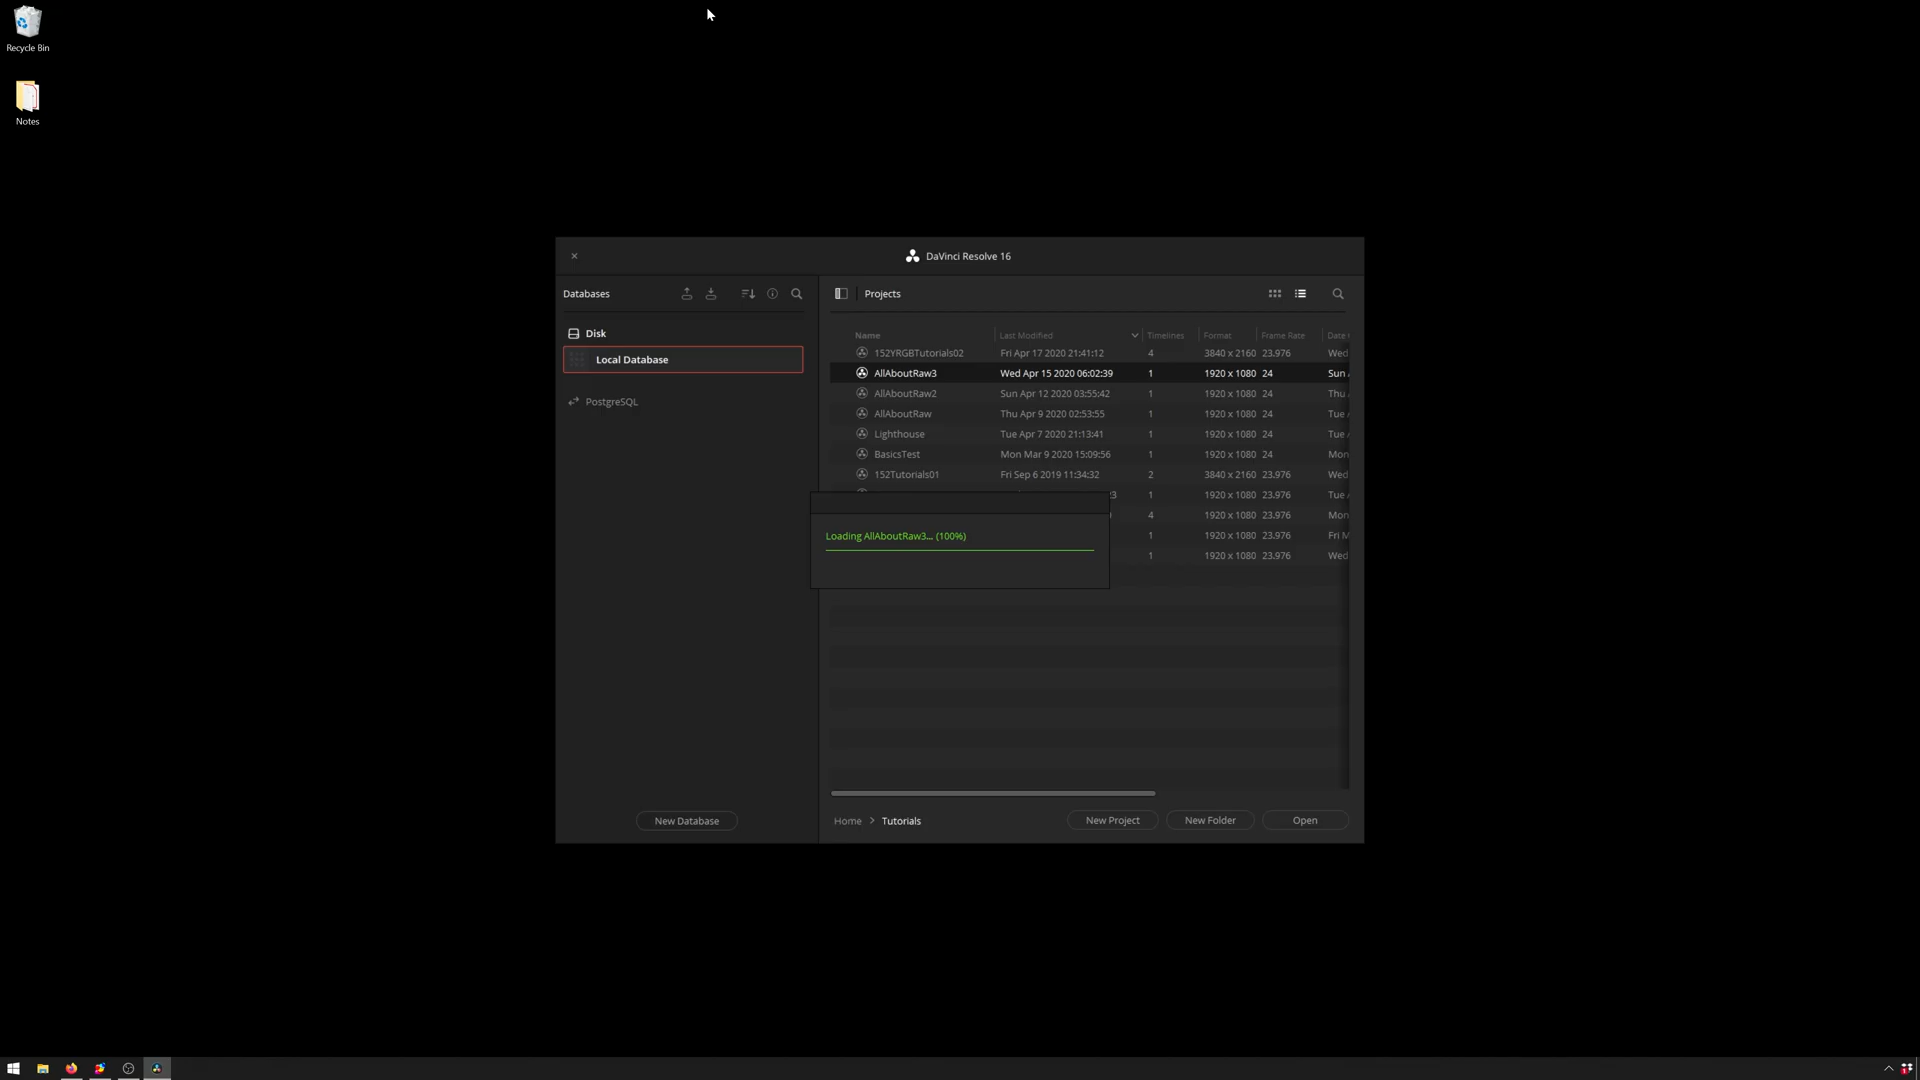 Recycle Bin
Notes
DaVinci Resolve 16
Databases
Projects
Disk
Local Database
PostgreSQL
Name Last Modified Timelines Format Frame Rate Date
152YRGBTutorials02 Fri Apr 17 2020 21:41:12 4 3840 x 2160 23.976 Wed
AllAboutRaw3 Wed Apr 15 2020 06:02:39 1 1920 x 1080 24 Sun
AllAboutRaw2 Sun Apr 12 2020 03:55:42 1 1920 x 1080 24 Thu
AllAboutRaw Thu Apr 9 2020 02:53:55 1 1920 x 1080 24 Tue
Lighthouse Tue Apr 7 2020 21:13:41 1 1920 x 1080 24 Tue
BasicsTest Mon Mar 9 2020 15:09:56 1 1920 x 1080 24 Mon
152Tutorials01 Fri Sep 6 2019 11:34:32 2 3840 x 2160 23.976 Wed
1 1920 x 1080 23.976 Tue
4 1920 x 1080 23.976 Mon
1 1920 x 1080 23.976 Fri M
1 1920 x 1080 23.976 Wed
Loading AllAboutRaw3... (100%)
New Database
Home > Tutorials
New Project
New Folder
Open